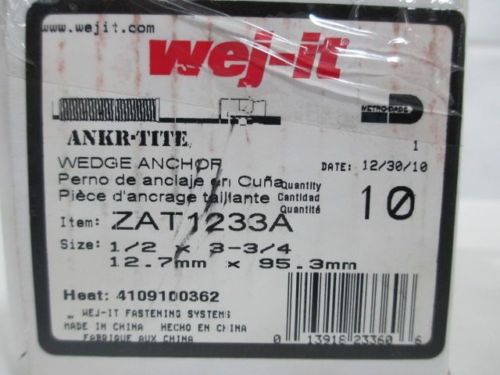 www.wejit.com
wej-it
METRO-DADE
ANKR-TITE
1
WEDGE ANCHOR
DATE: 12/30/10
Perno de anclaje en Cuña
Pièce d'ancrage taillante
Quantity
Cantidad
Quantité
10
Item: ZAT1233A
Size: 1/2 x 3-3/4
12.7mm x 95.3mm
Heat: 4109100362
WEJ-IT FASTENING SYSTEMS
MADE IN CHINA HECHO EN CHINA
FABRIQUE AUX CHINA
0 13918 23360 6